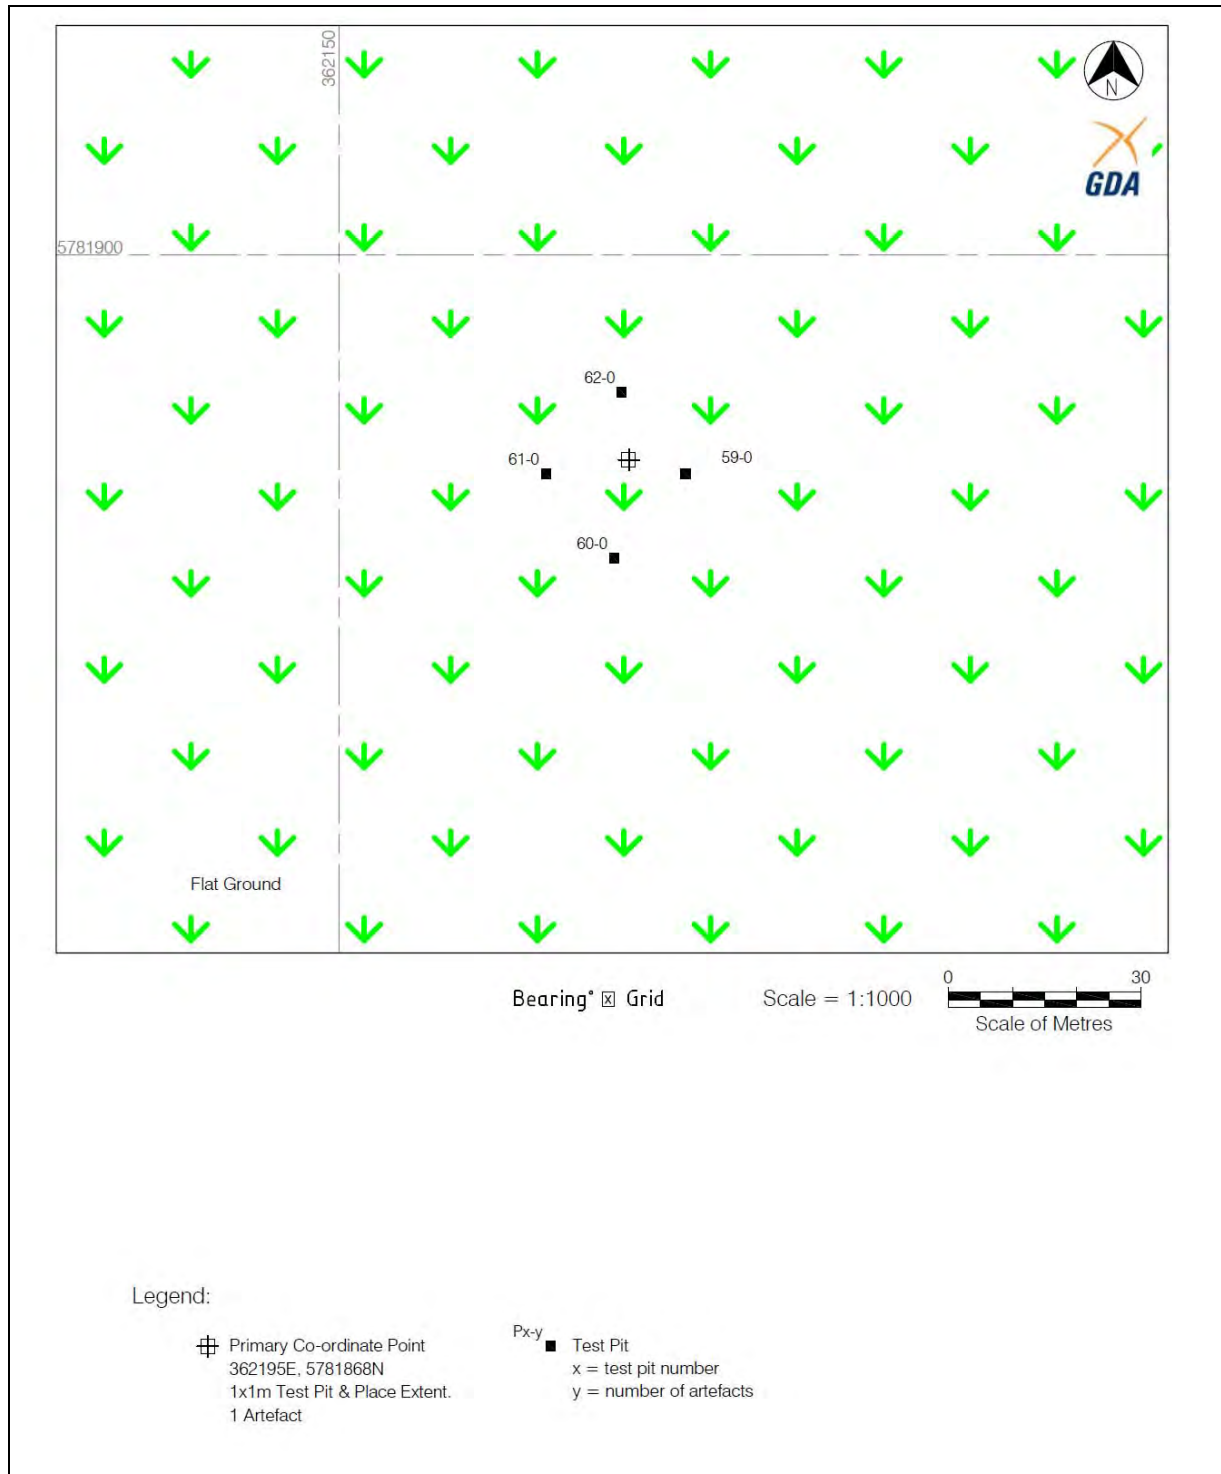 362150
N
GDA
5781900
62-0
61-0
59-0
60-0
Flat Ground
Bearing° x Grid
Scale = 1:1000
0 30
Scale of Metres
Legend:
Primary Co-ordinate Point
362195E, 5781868N
1x1m Test Pit & Place Extent.
1 Artefact
Px-y
Test Pit
x = test pit number
y = number of artefacts